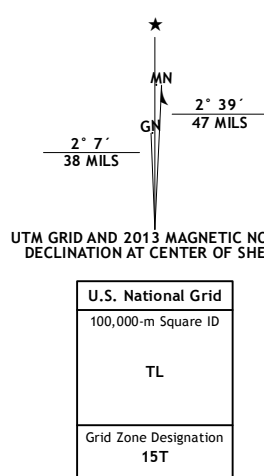 ★
MN
GN
2° 39´
47 MILS
2° 7´
38 MILS
UTM GRID AND 2013 MAGNETIC NO
DECLINATION AT CENTER OF SHE
U.S. National Grid
100,000-m Square ID
TL
Grid Zone Designation
15T